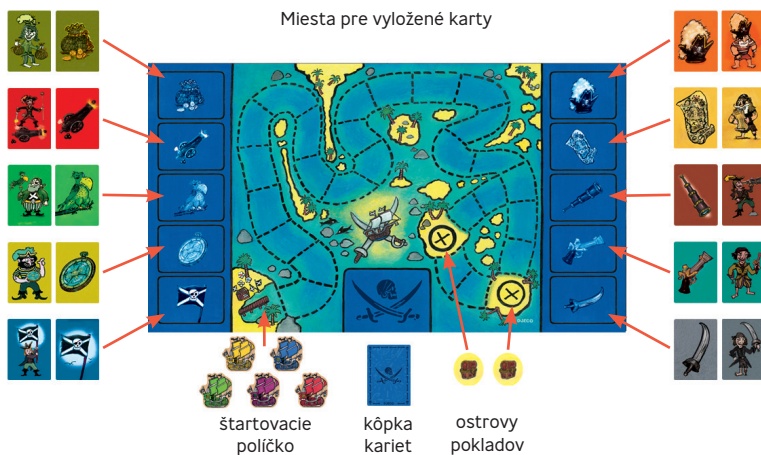 Miesta pre vyložené karty
štartovacie
políčko
kôpka
kariet
ostrovy
pokladov